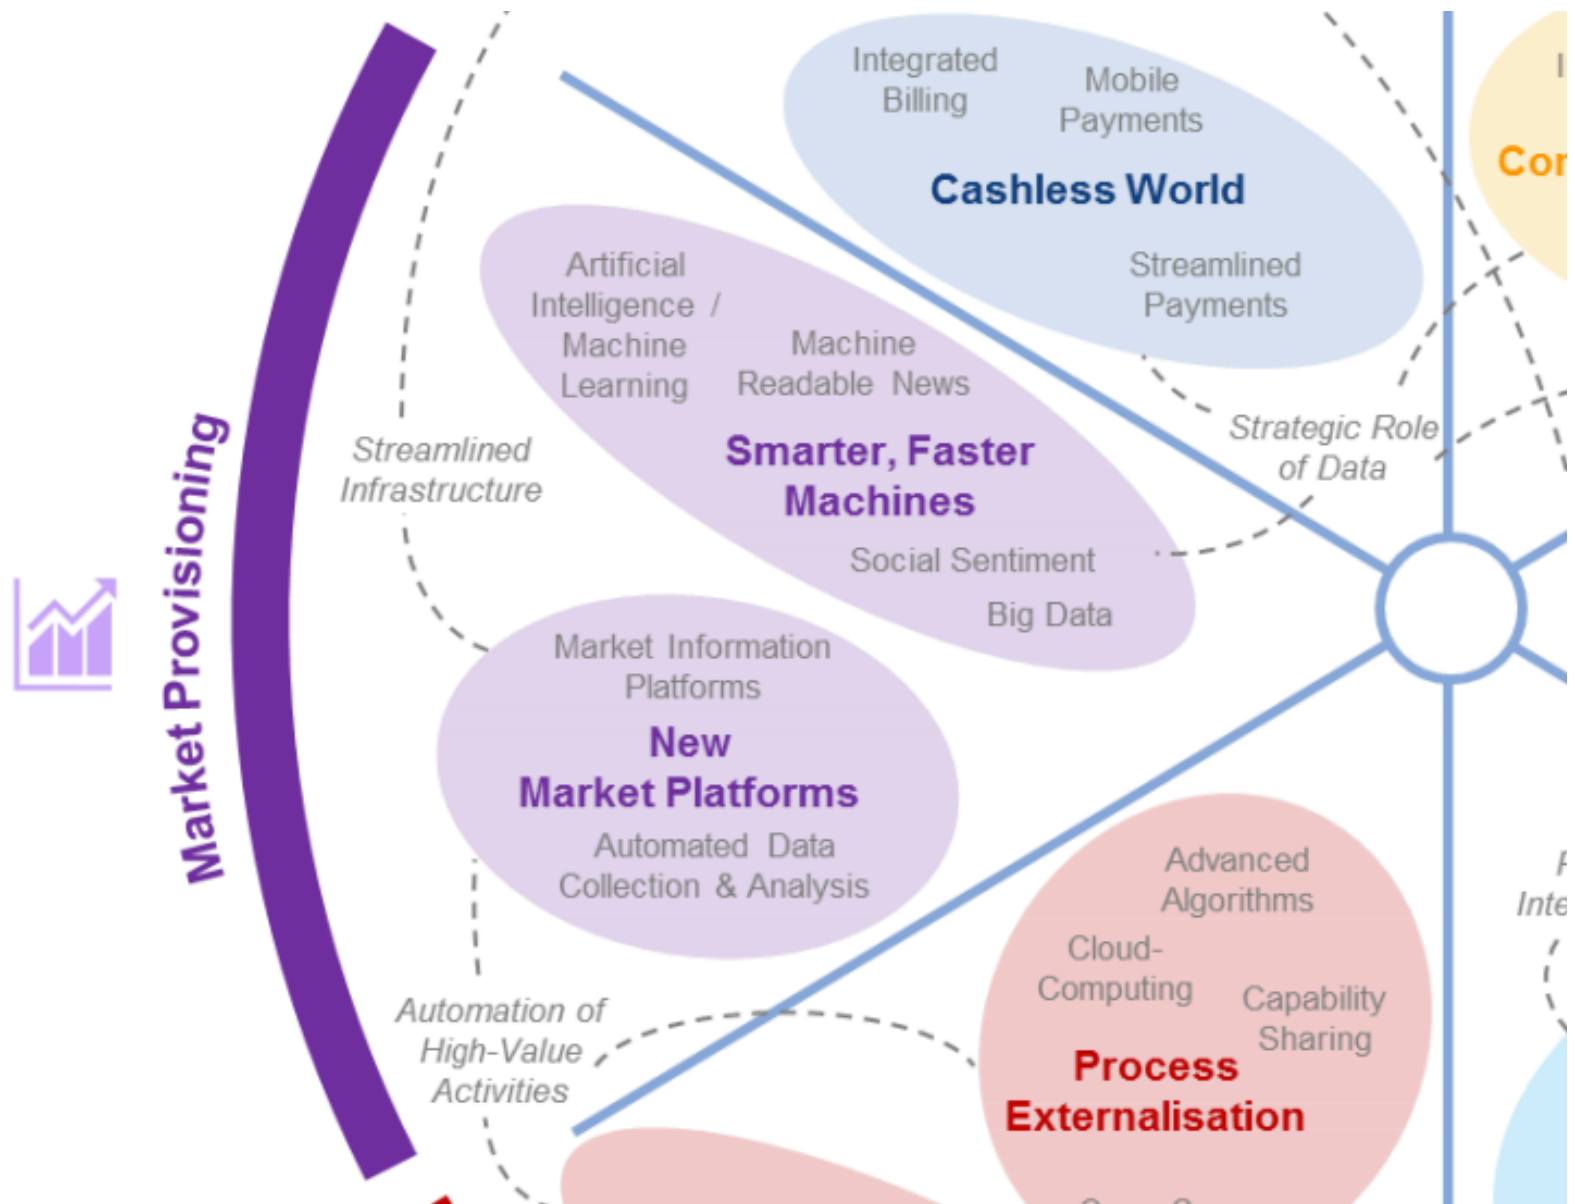 Integrated
Billing
Mobile
Payments
Cashless World
Streamlined
Payments
Artificial
Intelligence /
Machine
Learning
Machine
Readable News
Smarter, Faster
Machines
Social Sentiment
Big Data
Strategic Role
of Data
Streamlined
Infrastructure
Market Provisioning
Market Information
Platforms
New
Market Platforms
Automated Data
Collection & Analysis
Automation of
High-Value
Activities
Advanced
Algorithms
Cloud-
Computing
Capability
Sharing
Process
Externalisation